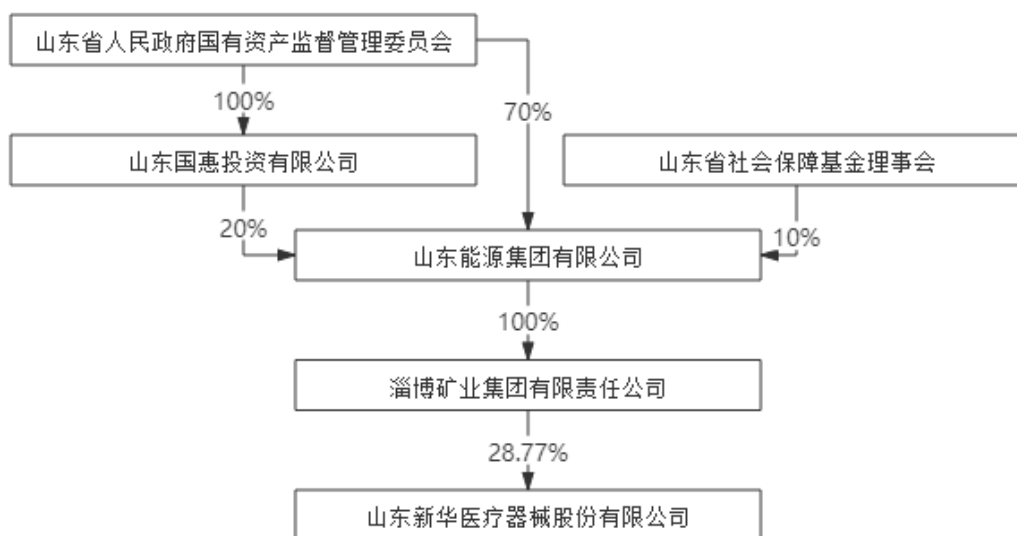 山东省人民政府国有资产监督管理委员会
100%
70%
山东国惠投资有限公司
山东省社会保障基金理事会
20%
10%
山东能源集团有限公司
100%
淄博矿业集团有限责任公司
28.77%
山东新华医疗器械股份有限公司